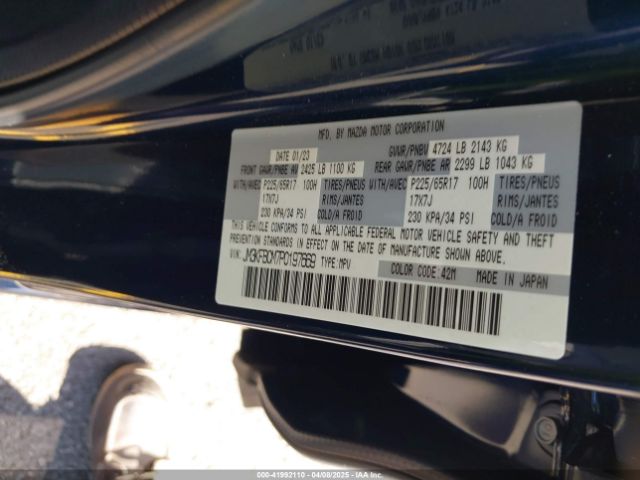 MFD. BY MAZDA MOTOR CORPORATION
DATE 01/23 GVWR/PNBV 4724 LB 2143 KG
FRONT GAWR/PNBE AV 2425 LB 1100 KG REAR GAWR/PNBE AR 2299 LB 1043 KG
WITH/AVEC P225/65R17 100H TIRES/PNEUS WITH/AVEC P225/65R17 100H TIRES/PNEUS
17X7J RIMS/JANTES 17X7J RIMS/JANTES
230 KPA/34 PSI COLD/A FROID 230 KPA/34 PSI COLD/A FROID
THIS VEHICLE CONFORMS TO ALL APPLICABLE FEDERAL MOTOR VEHICLE SAFETY AND THEFT
PREVENTION STANDARDS IN EFFECT ON THE DATE OF MANUFACTURE SHOWN ABOVE.
VIN: JM3KFBCM7P0197669 TYPE:MPV COLOR CODE:42M MADE IN JAPAN
000-41992110 - 04/08/2025 - IAAI.COM